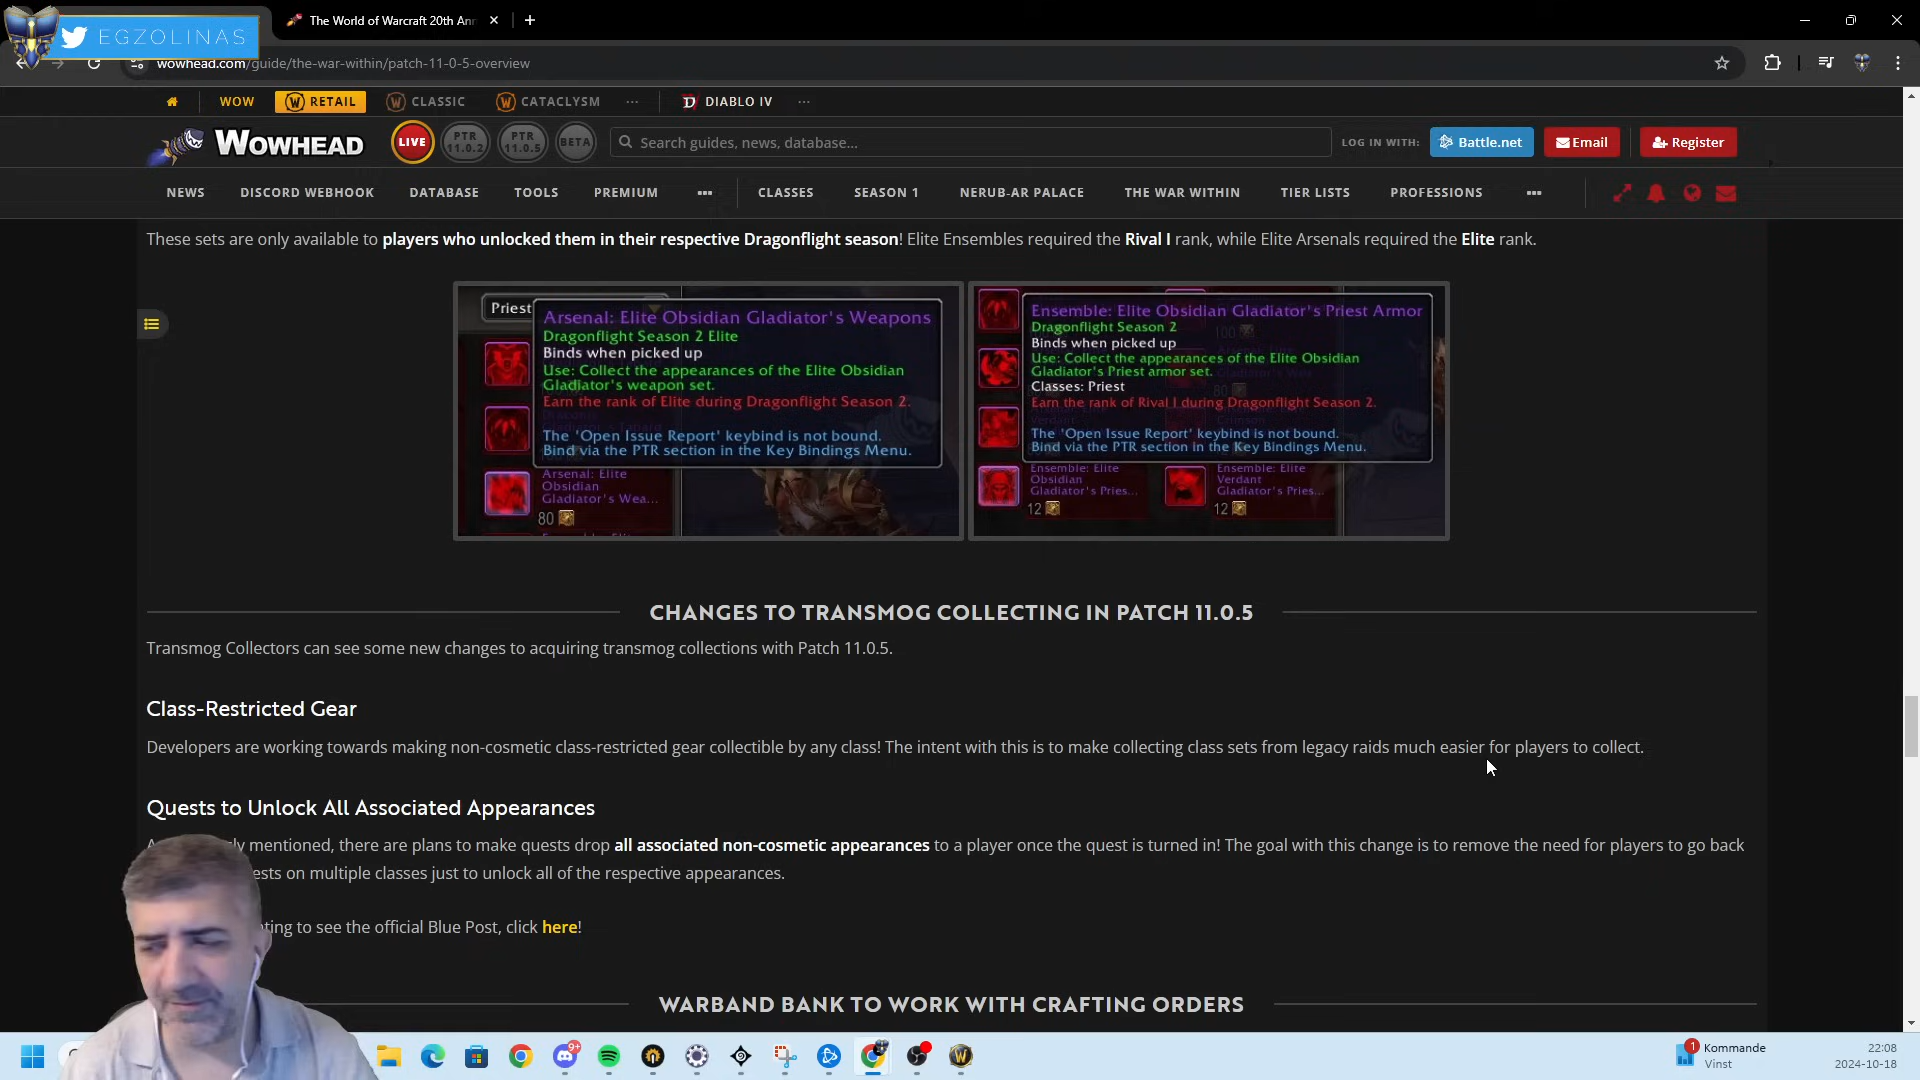 EGZOLINAS
The World of Warcraft 20th Ann
wowhead.com/guide/the-war-within/patch-11-0-5-overview
WOW RETAIL CLASSIC CATACLYSM ... DIABLO IV ...
WOWHEAD LIVE PTR 11.0.2 PTR 11.0.5 BETA Search guides, news, database... LOG IN WITH: Battle.net Email Register
NEWS DISCORD WEBHOOK DATABASE TOOLS PREMIUM ... CLASSES SEASON 1 NERUB-AR PALACE THE WAR WITHIN TIER LISTS PROFESSIONS ...
These sets are only available to players who unlocked them in their respective Dragonflight season! Elite Ensembles required the Rival I rank, while Elite Arsenals required the Elite rank.
Priest
Arsenal: Elite Obsidian Gladiator's Weapons
Dragonflight Season 2 Elite
Binds when picked up
Use: Collect the appearances of the Elite Obsidian
Gladiator's weapon set.
Earn the rank of Elite during Dragonflight Season 2.
The 'Open Issue Report' keybind is not bound.
Bind via the PTR section in the Key Bindings Menu.
Arsenal: Elite
Obsidian
Gladiator's Wea...
80
Ensemble: Elite Obsidian Gladiator's Priest Armor
Dragonflight Season 2
Binds when picked up
Use: Collect the appearances of the Elite Obsidian
Gladiator's Priest armor set.
Classes: Priest
Earn the rank of Rival I during Dragonflight Season 2.
The 'Open Issue Report' keybind is not bound.
Bind via the PTR section in the Key Bindings Menu.
Ensemble: Elite
Obsidian
Gladiator's Pries...
12
Ensemble: Elite
Verdant
Gladiator's Pries...
12
CHANGES TO TRANSMOG COLLECTING IN PATCH 11.0.5
Transmog Collectors can see some new changes to acquiring transmog collections with Patch 11.0.5.
Class-Restricted Gear
Developers are working towards making non-cosmetic class-restricted gear collectible by any class! The intent with this is to make collecting class sets from legacy raids much easier for players to collect.
Quests to Unlock All Associated Appearances
mentioned, there are plans to make quests drop all associated non-cosmetic appearances to a player once the quest is turned in! The goal with this change is to remove the need for players to go back
on multiple classes just to unlock all of the respective appearances.
to see the official Blue Post, click here!
WARBAND BANK TO WORK WITH CRAFTING ORDERS
9+
1 Kommande
Vinst
22:08
2024-10-18